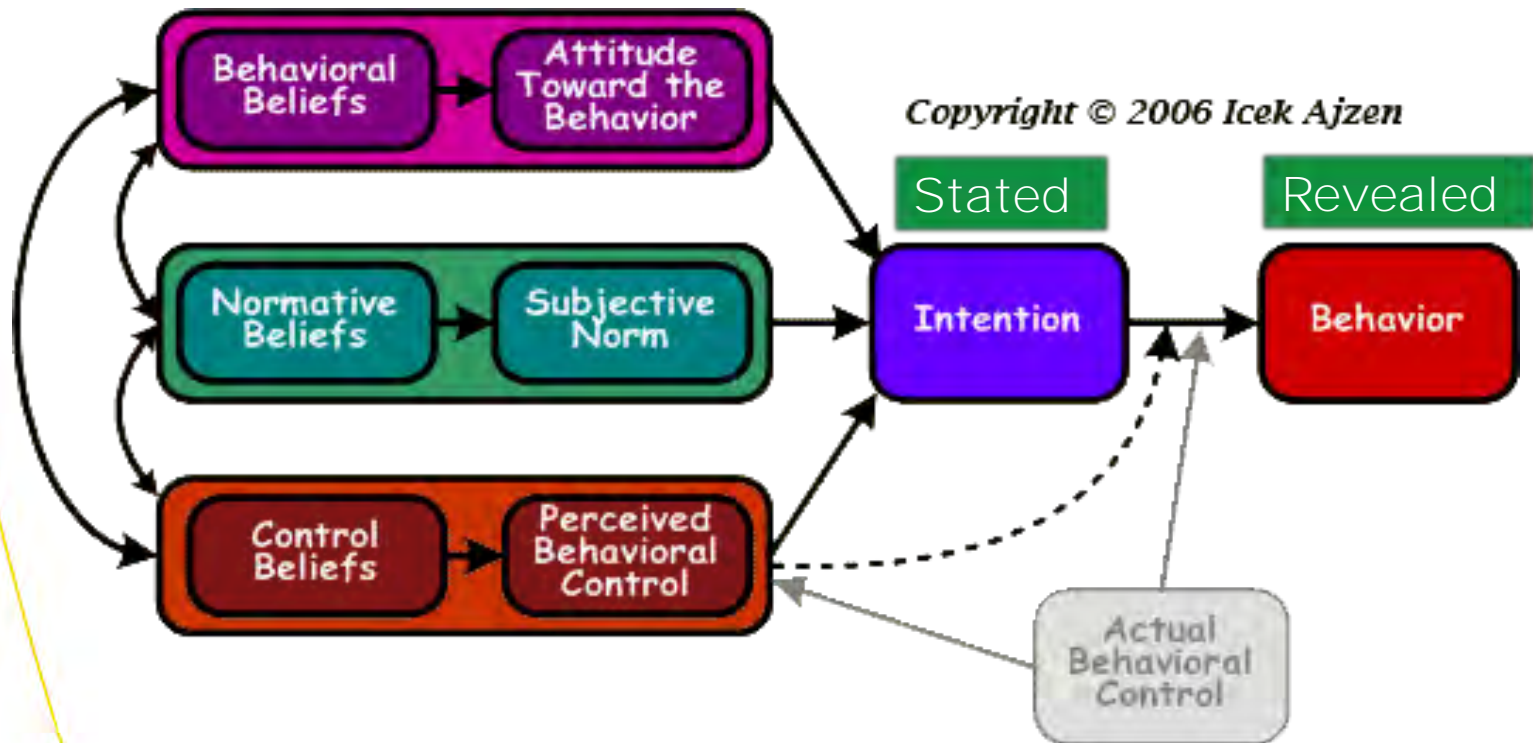 Behavioral
Beliefs
Attitude
Toward the
Behavior
Copyright © 2006 Icek Ajzen
Stated
Revealed
Normative
Beliefs
Subjective
Norm
Intention
Behavior
Control
Beliefs
Perceived
Behavioral
Control
Actual
Behavioral
Control